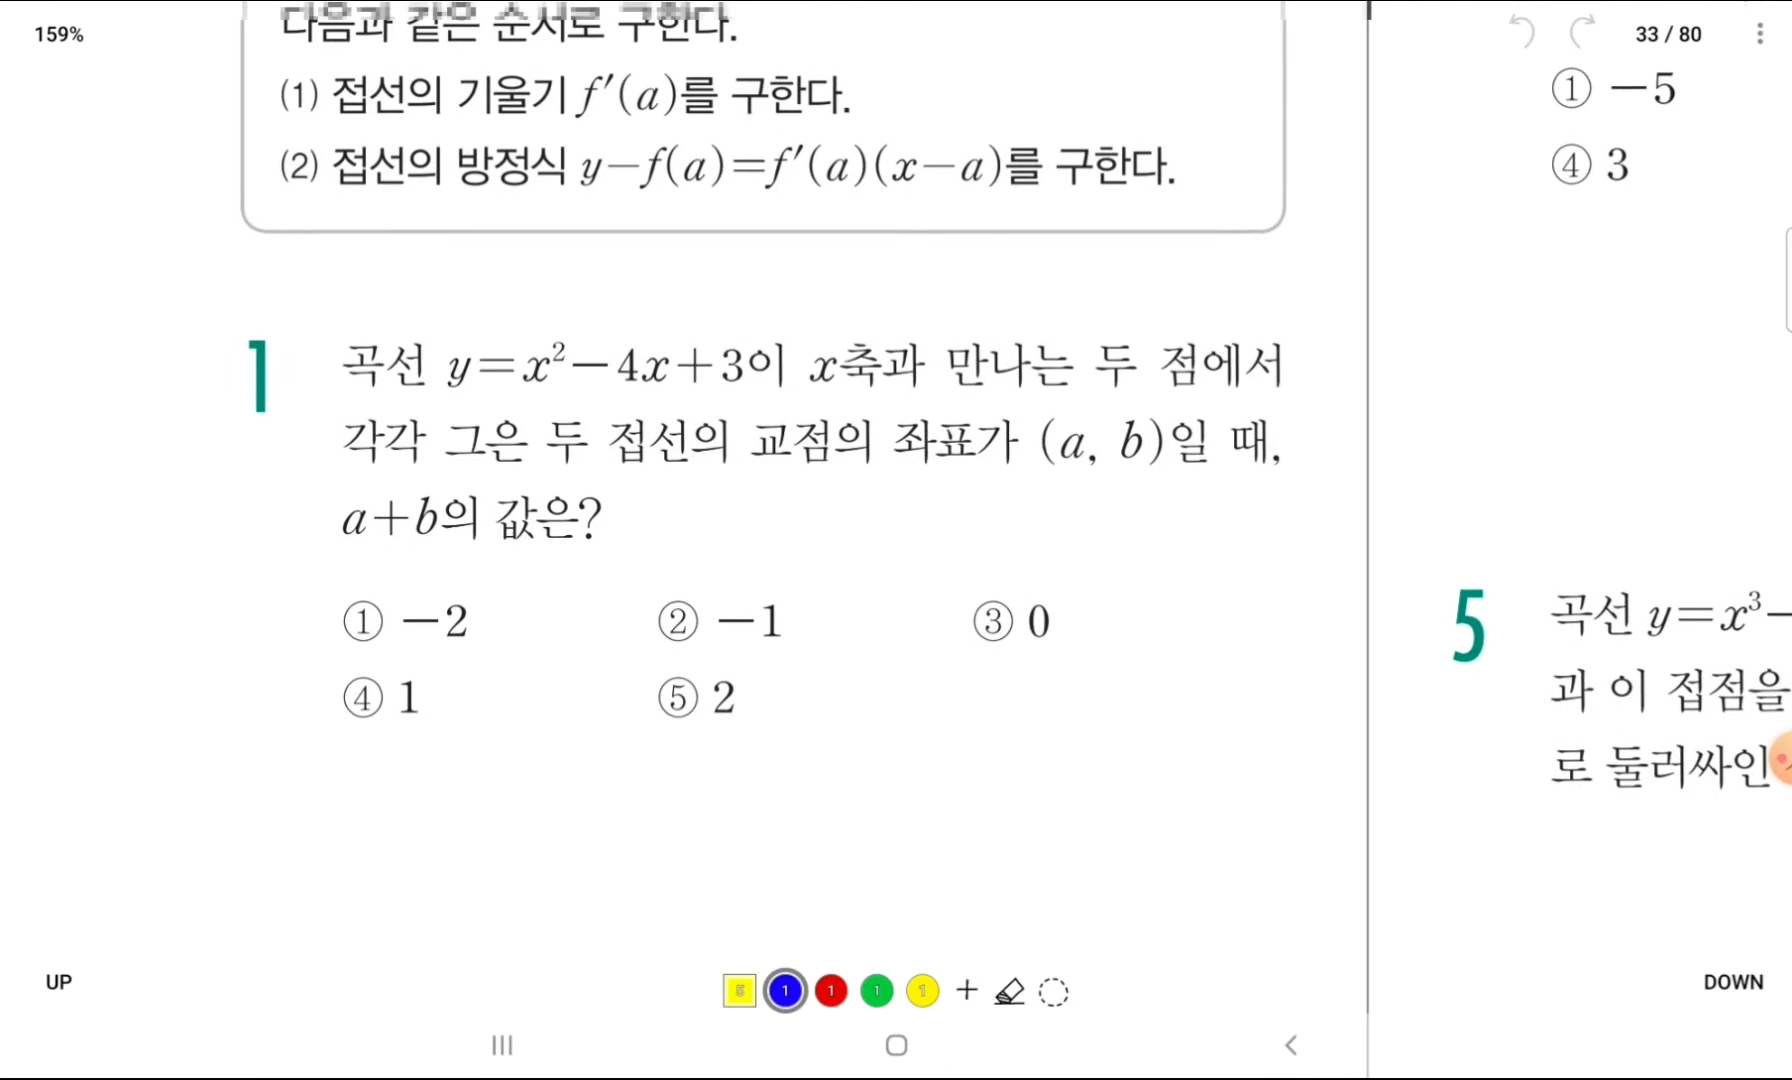 159%
다음과 같은 순서로 구한다.
(1) 접선의 기울기 f′(a)를 구한다.
(2) 접선의 방정식 y−f(a)=f′(a)(x−a)를 구한다.
1 곡선 y=x²−4x+3이 x축과 만나는 두 점에서
각각 그은 두 접선의 교점의 좌표가 (a, b)일 때,
a+b의 값은?
① −2 ② −1 ③ 0
④ 1 ⑤ 2
33 / 80
① −5
④ 3
5 곡선 y=x³−
과 이 접점을
로 둘러싸인
UP
5 1 1 1 1
DOWN